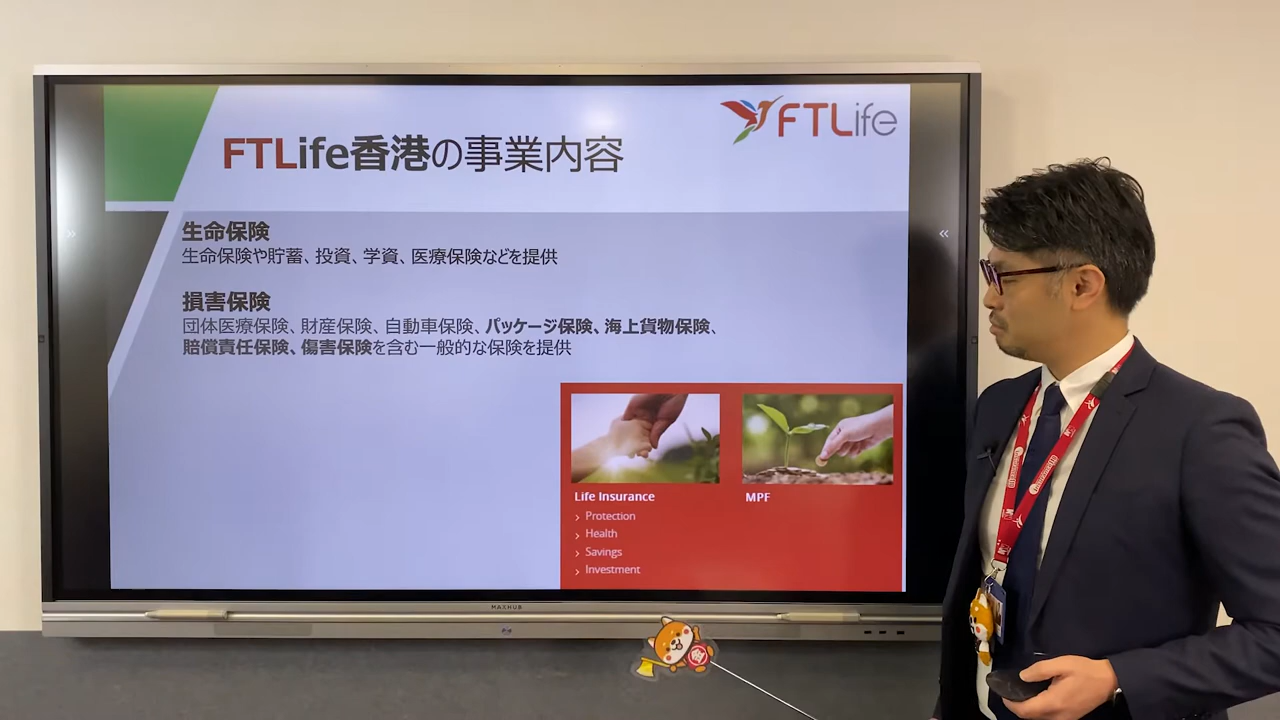 FTLife
FTLife香港の事業内容
生命保険
生命保険や貯蓄、投資、学資、医療保険などを提供
損害保険
団体医療保険、財産保険、自動車保険、パッケージ保険、海上貨物保険、
賠償責任保険、傷害保険を含む一般的な保険を提供
Life Insurance
Protection
Health
Savings
Investment
MPF
MAXHUB